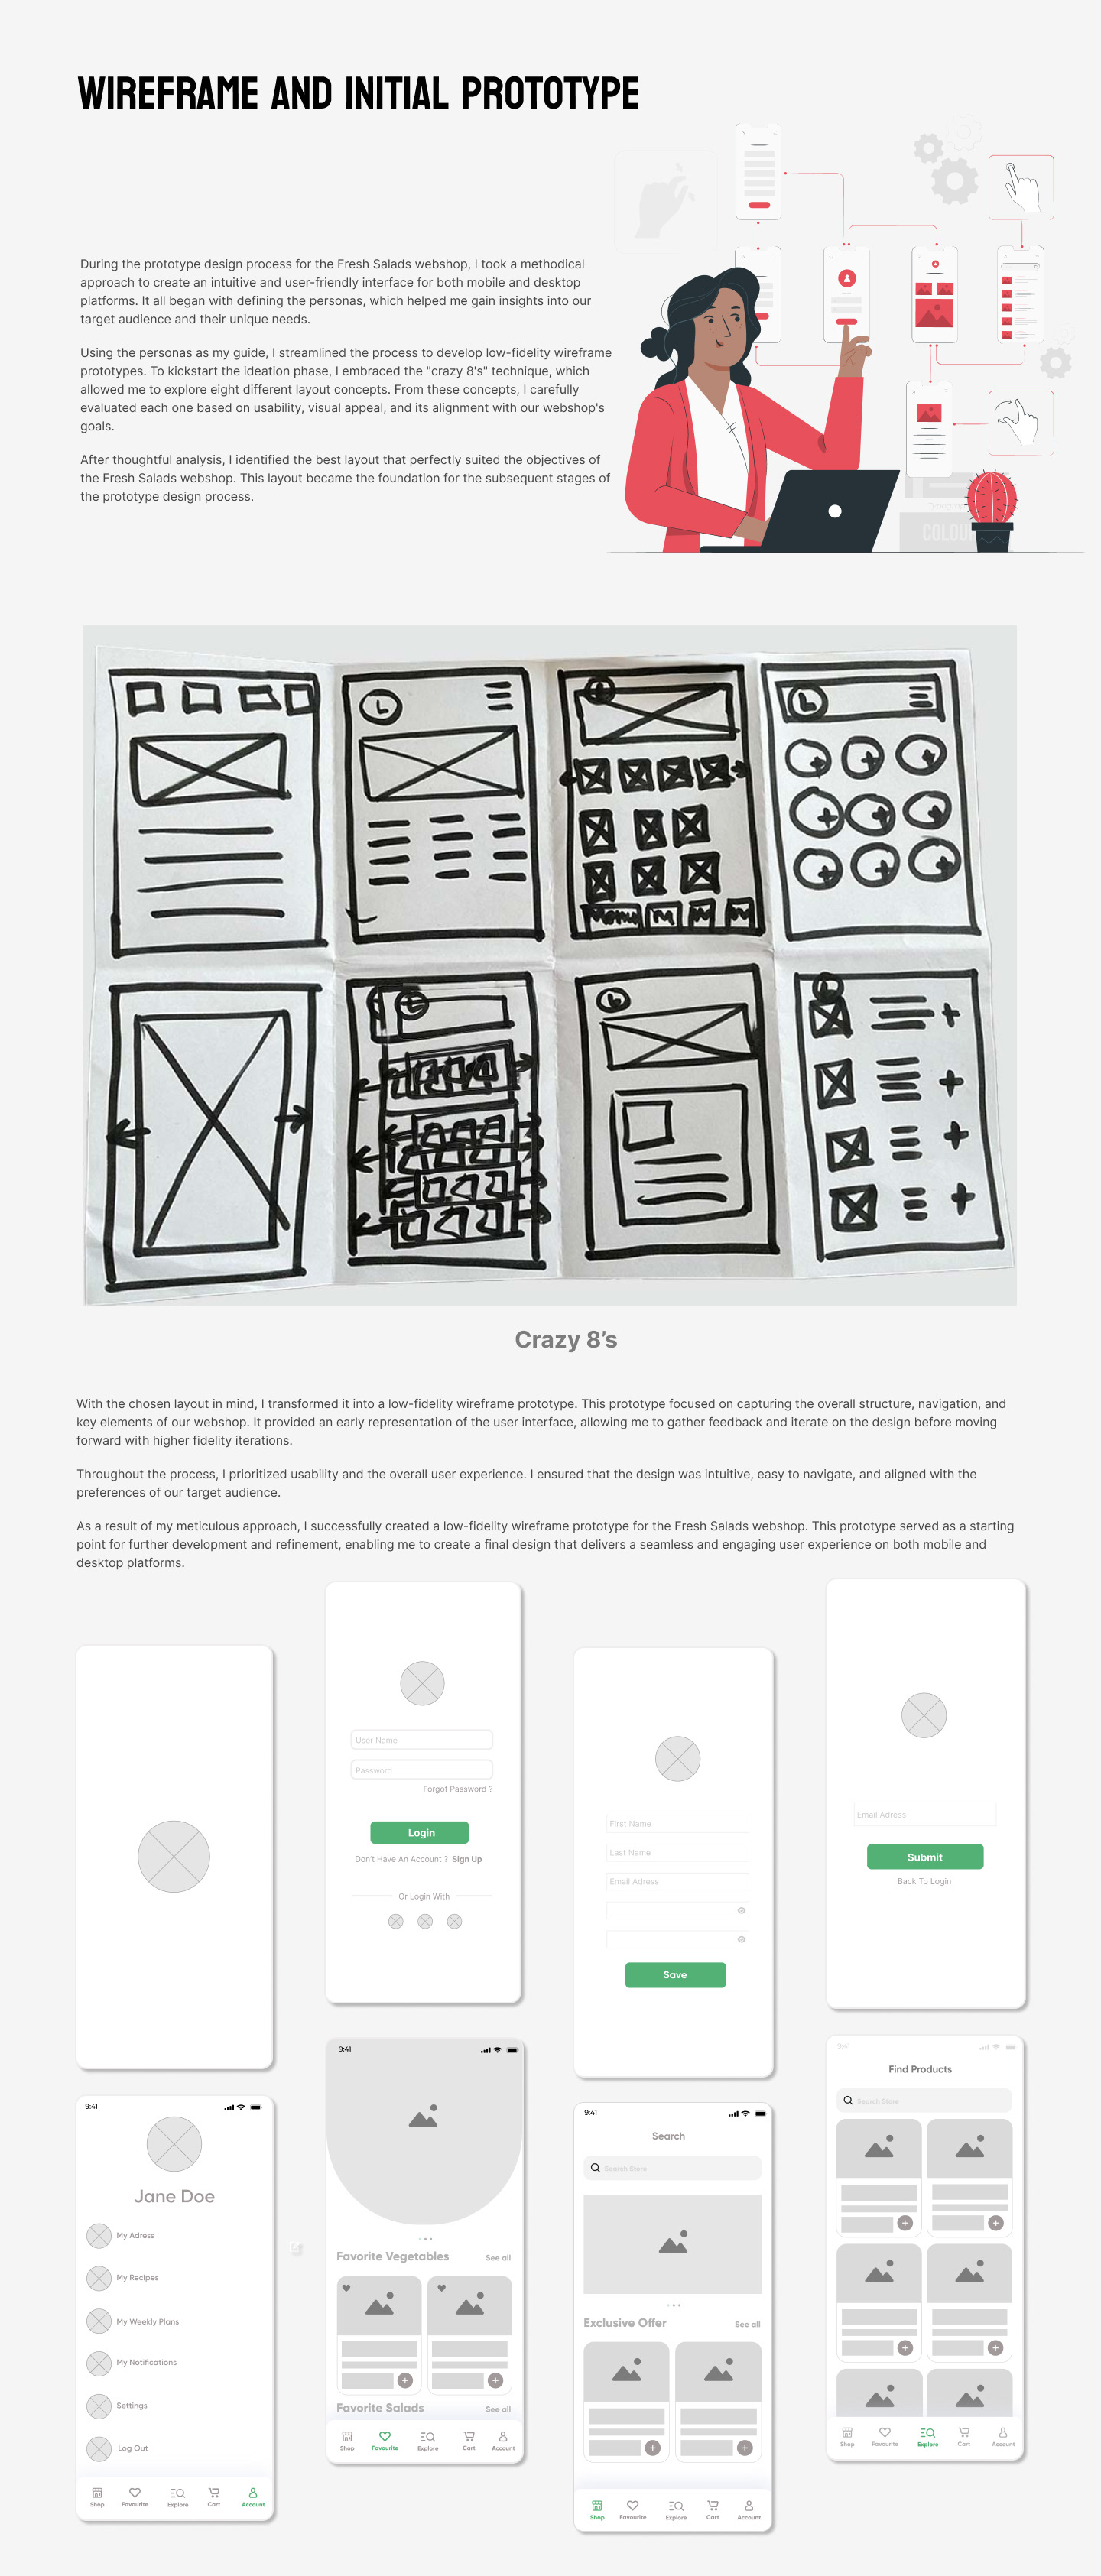 WIREFRAME AND INITIAL PROTOTYPE
During the prototype design process for the Fresh Salads webshop, I took a methodical
approach to create an intuitive and user-friendly interface for both mobile and desktop
platforms. It all began with defining the personas, which helped me gain insights into our
target audience and their unique needs.
Using the personas as my guide, I streamlined the process to develop low-fidelity wireframe
prototypes. To kickstart the ideation phase, I embraced the "crazy 8's" technique, which
allowed me to explore eight different layout concepts. From these concepts, I carefully
evaluated each one based on usability, visual appeal, and its alignment with our webshop's
goals.
After thoughtful analysis, I identified the best layout that perfectly suited the objectives of
the Fresh Salads webshop. This layout became the foundation for the subsequent stages of
the prototype design process.
COLOU
L
L
Menu
L
L
Crazy 8's
With the chosen layout in mind, I transformed it into a low-fidelity wireframe prototype. This prototype focused on capturing the overall structure, navigation, and
key elements of our webshop. It provided an early representation of the user interface, allowing me to gather feedback and iterate on the design before moving
forward with higher fidelity iterations.
Throughout the process, I prioritized usability and the overall user experience. I ensured that the design was intuitive, easy to navigate, and aligned with the
preferences of our target audience.
As a result of my meticulous approach, I successfully created a low-fidelity wireframe prototype for the Fresh Salads webshop. This prototype served as a starting
point for further development and refinement, enabling me to create a final design that delivers a seamless and engaging user experience on both mobile and
desktop platforms.
User Name
Password
Forgot Password ?
Login
Don't Have An Account ? Sign Up
Or Login With
First Name
Last Name
Email Adress
Save
Email Adress
Submit
Back To Login
9:41
Jane Doe
My Adress
My Recipes
My Weekly Plans
My Notifications
Settings
Log Out
Shop Favourite Explore Cart Account
9:41
Favorite Vegetables See all
Favorite Salads See all
Shop Favourite Explore Cart Account
9:41
Search
Search Store
Exclusive Offer See all
Shop Favourite Explore Cart Account
9:41
Find Products
Search Store
Shop Favourite Explore Cart Account